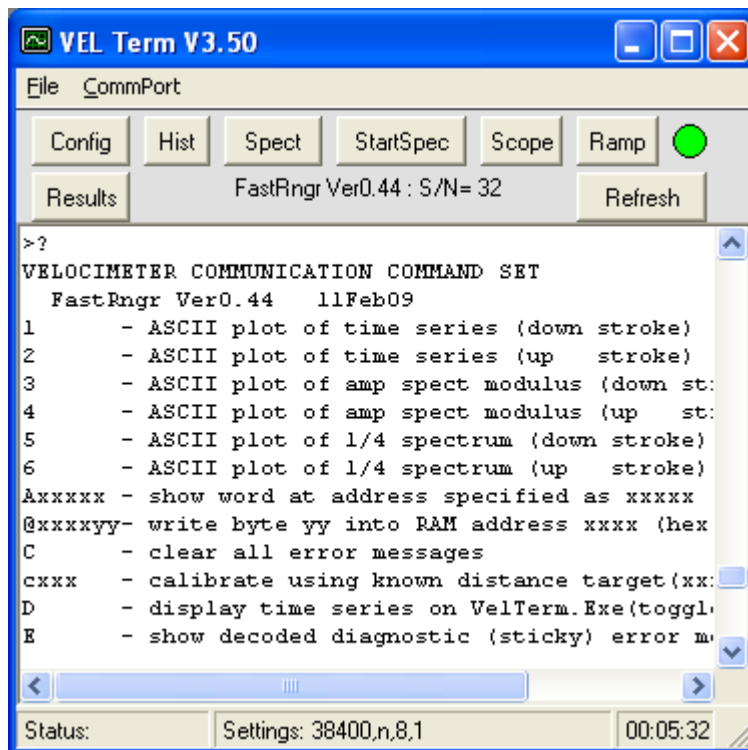 VEL Term V3.50
File CommPort
Config Hist Spect StartSpec Scope Ramp
Results FastRngr Ver0.44 : S/N= 32 Refresh
>?
VELOCIMETER COMMUNICATION COMMAND SET
FastRngr Ver0.44 11Feb09
1 - ASCII plot of time series (down stroke)
2 - ASCII plot of time series (up stroke)
3 - ASCII plot of amp spect modulus (down
4 - ASCII plot of amp spect modulus (up
5 - ASCII plot of 1/4 spectrum (down stroke)
6 - ASCII plot of 1/4 spectrum (up stroke)
Axxxxx - show word at address specified as xxxxx
@xxxxyy- write byte yy into RAM address xxxx (hex
C - clear all error messages
cxxx - calibrate using known distance target(xx
D - display time series on VelTerm.Exe(toggl
E - show decoded diagnostic (sticky) error
Status: Settings: 38400,n,8,1 00:05:32